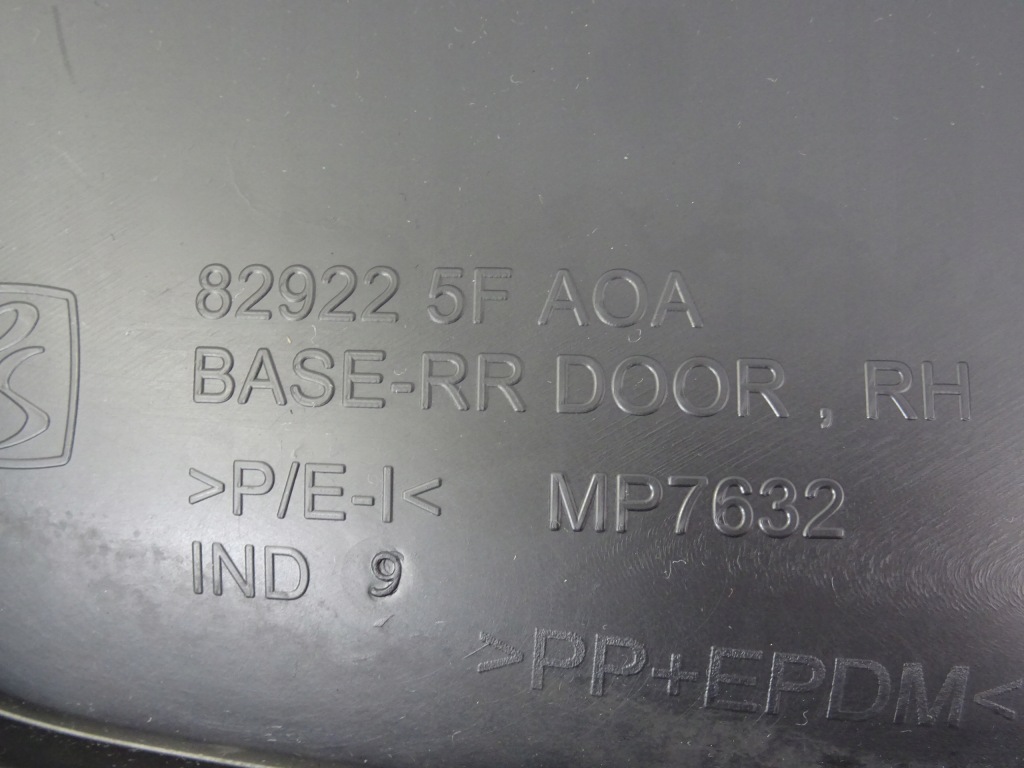 82922 5F AOA
BASE-RR DOOR , RH
>P/E-I< MP7632
IND 9
>PP+EPDM<